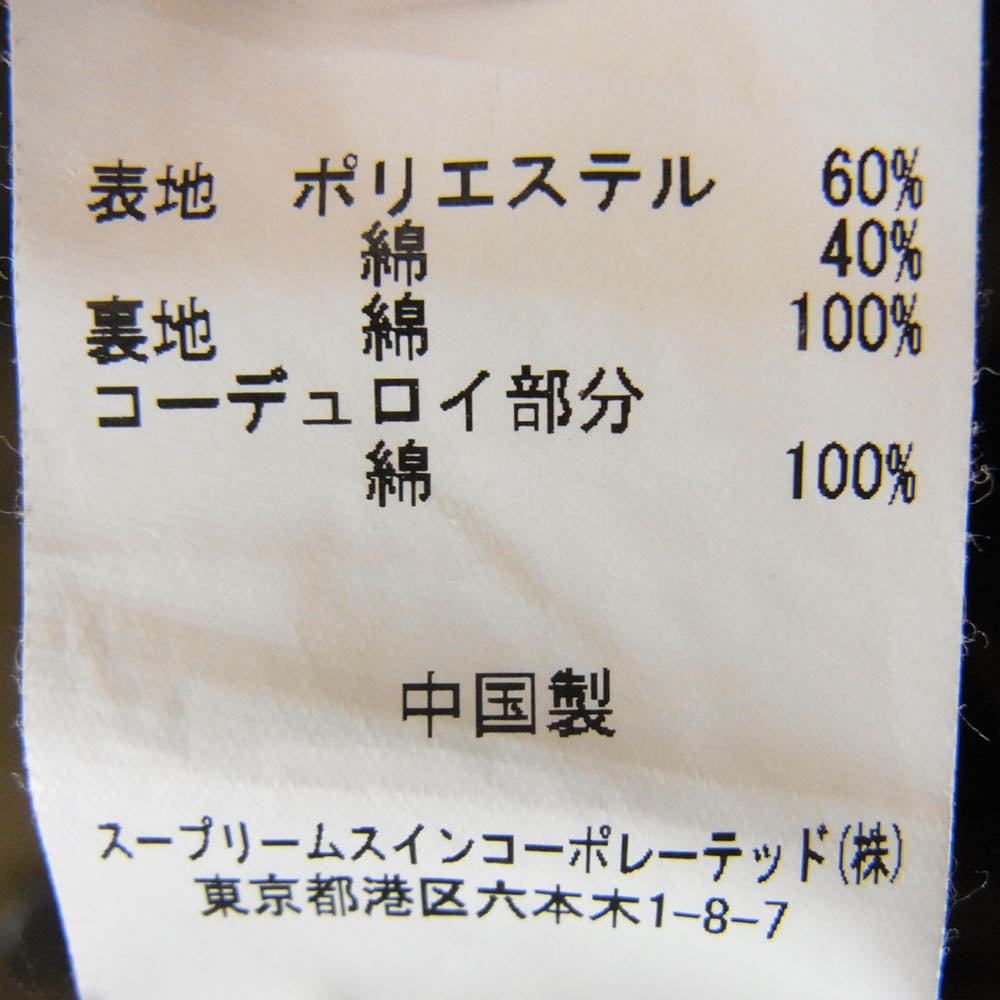 表地 ポリエステル 60%
綿 40%
裏地 綿 100%
コーデュロイ部分
綿 100%
中国製
スープリームスインコーポレーテッド(株)
東京都港区六本木1-8-7